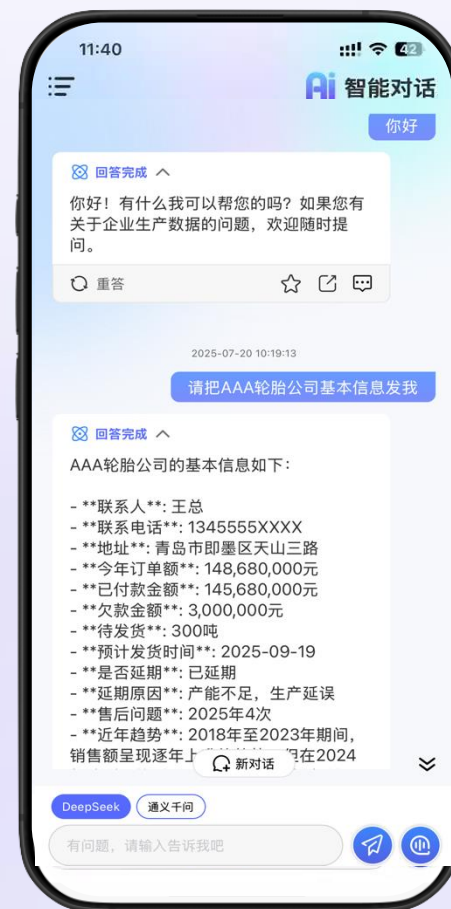 11:40
42
Ai 智能对话
你好
回答完成
你好！有什么我可以帮您的吗？如果您有
关于企业生产数据的问题，欢迎随时提
问。
重答
2025-07-20 10:19:13
请把AAA轮胎公司基本信息发我
回答完成
AAA轮胎公司的基本信息如下：
- **联系人**: 王总
- **联系电话**: 1345555XXXX
- **地址**: 青岛市即墨区天山三路
- **今年订单额**: 148,680,000元
- **已付款金额**: 145,680,000元
- **欠款金额**: 3,000,000元
- **待发货**: 300吨
- **预计发货时间**: 2025-09-19
- **是否延期**: 已延期
- **延期原因**: 产能不足，生产延误
- **售后问题**: 2025年4次
- **近年趋势**: 2018年至2023年期间，
销售额呈现逐年上
但在2024
新对话
DeepSeek
通义千问
有问题，请输入告诉我吧